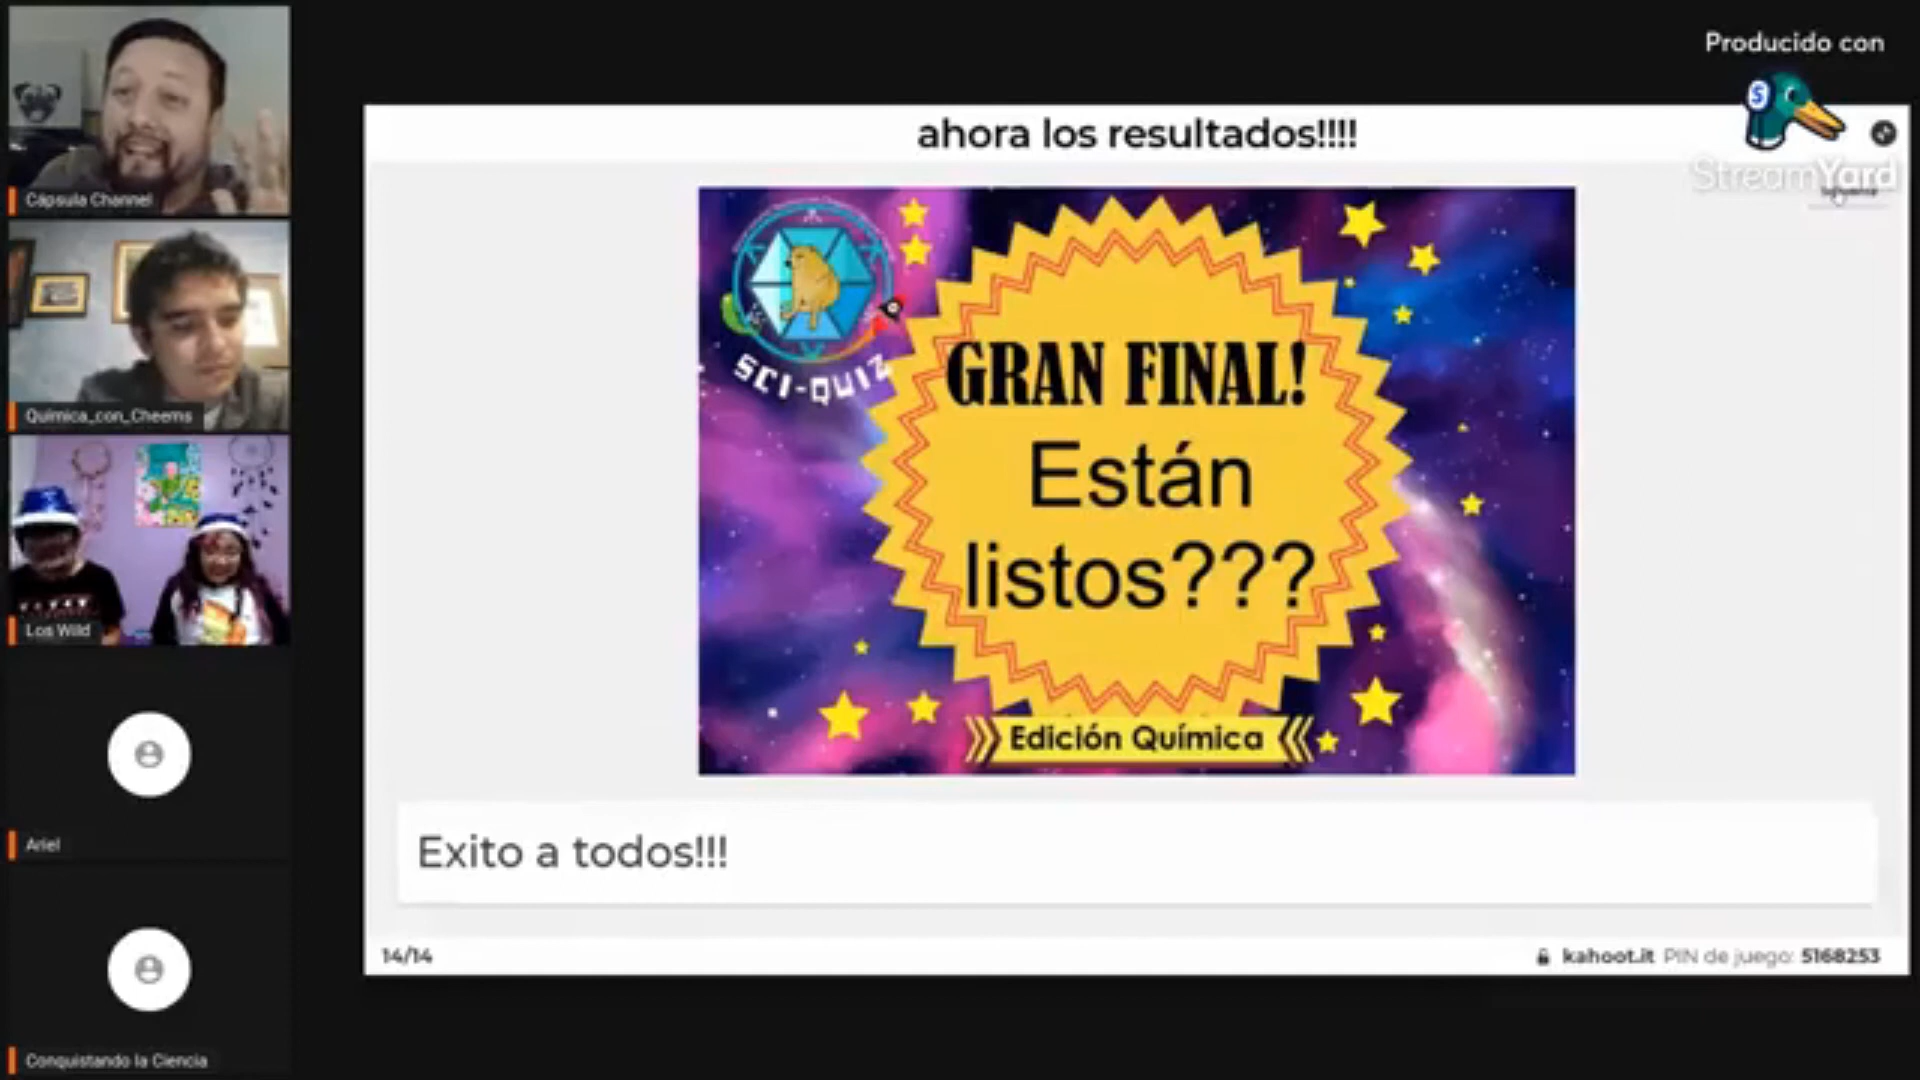 Producido con
StreamYard
ahora los resultados!!!!
SCI-QUIZ
GRAN FINAL!
Están
listos???
Edición Química
Exito a todos!!!
14/14
kahoot.it PIN de juego: 5168253
Cápsula Channel
Química_con_Cheems
Los Wild
Ariel
Conquistando la Ciencia